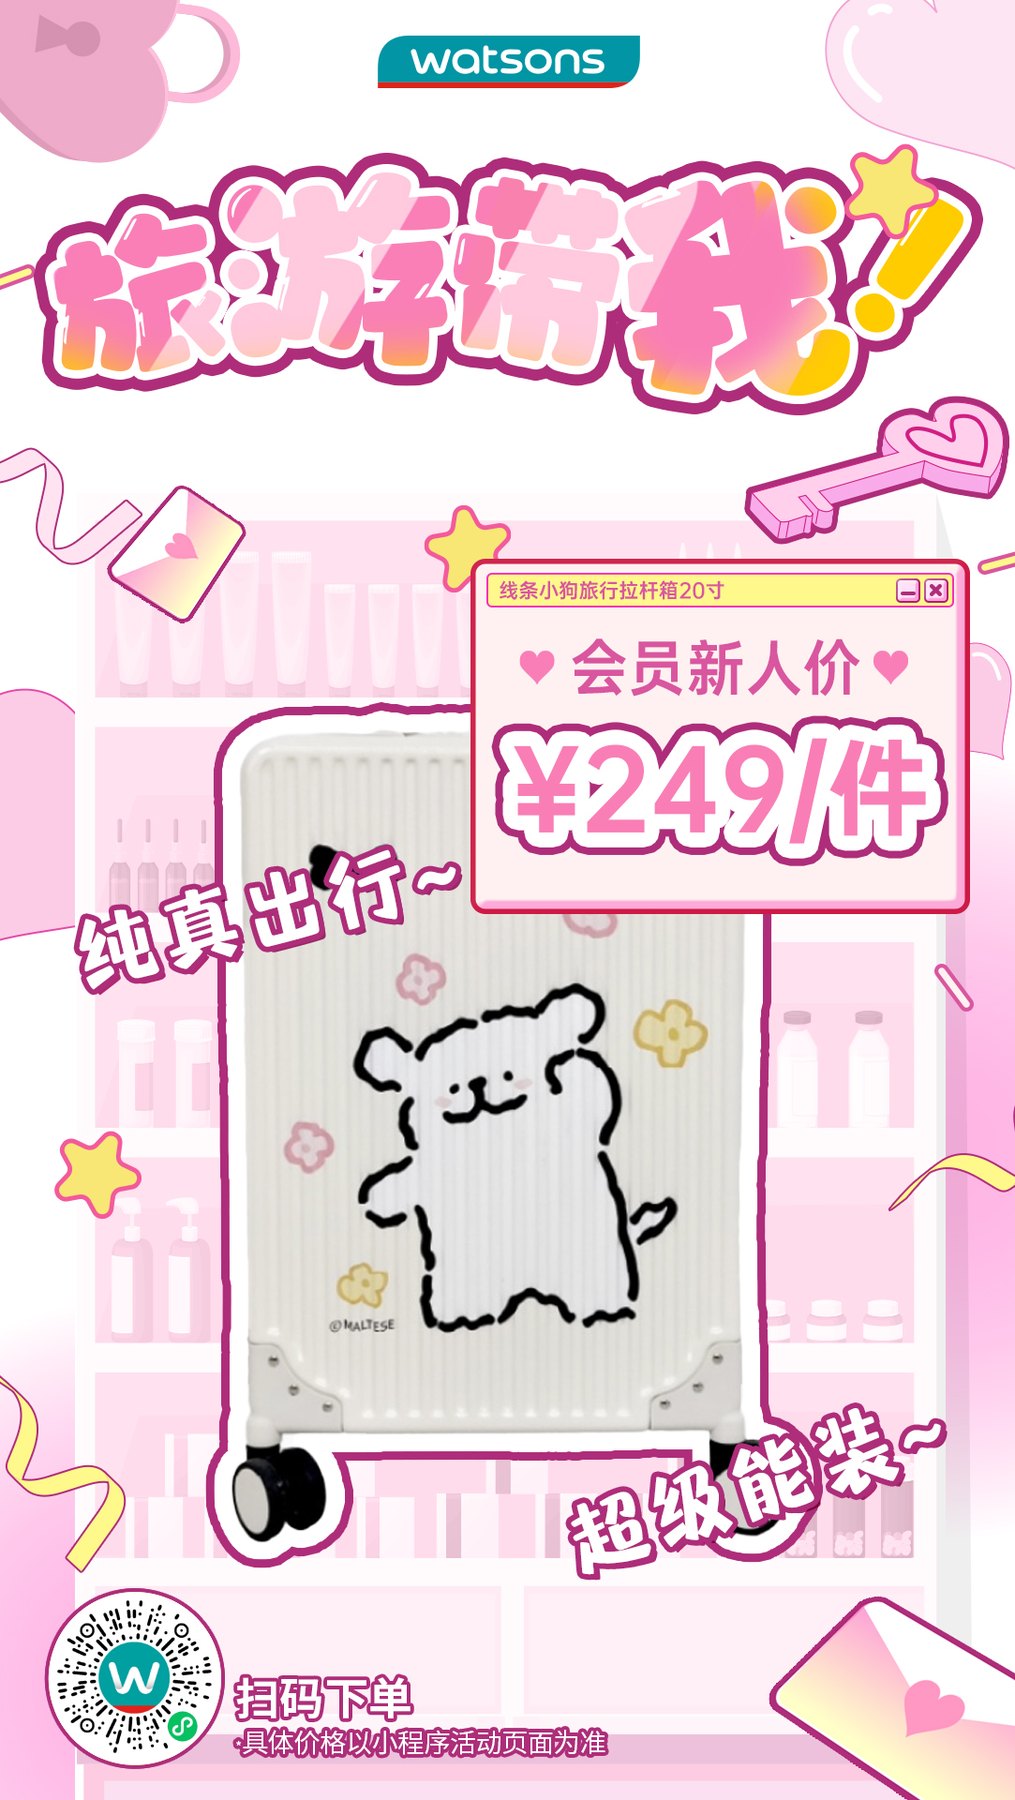 watsons
旅游带我!
线条小狗旅行拉杆箱20寸
会员新人价
¥249/件
纯真出行~
©MALTESE
超级能装~
W
扫码下单
·具体价格以小程序活动页面为准